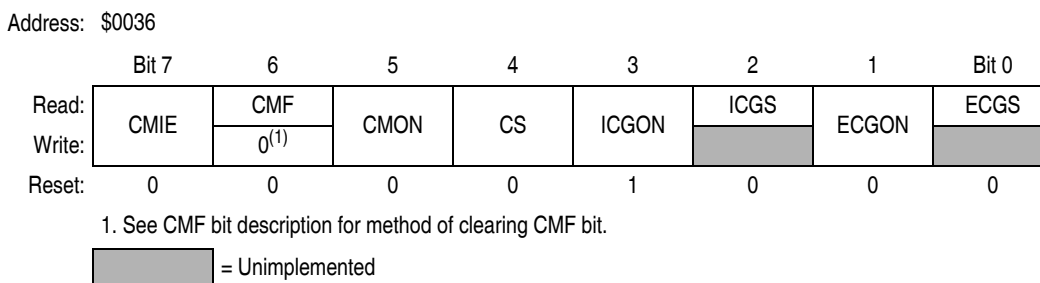 Address: $0036
Bit 7 6 5 4 3 2 1 Bit 0
Read: CMIE CMF CMON CS ICGON ICGS ECGON ECGS
Write: 0(1)
Reset: 0 0 0 0 1 0 0 0
1. See CMF bit description for method of clearing CMF bit.
= Unimplemented